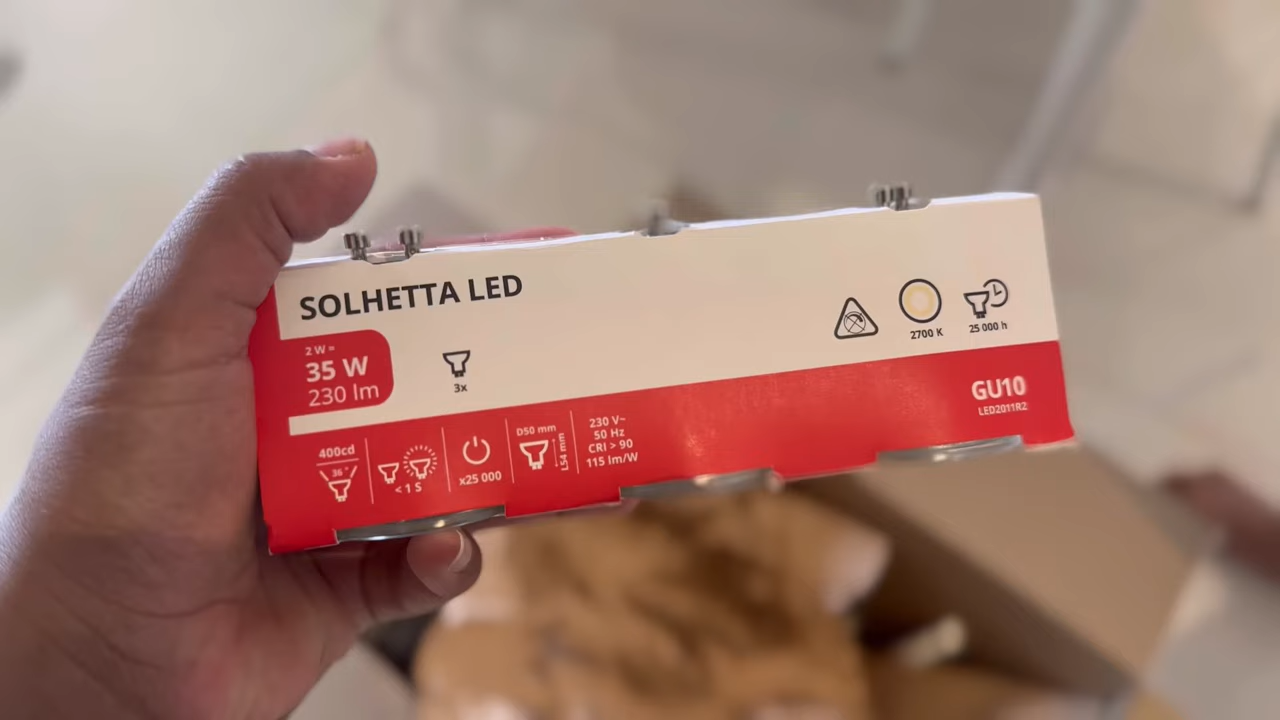 SOLHETTA LED
2 W =
35 W
230 lm
3x
2700 K
25 000 h
GU10
LED2011R2
400cd
36°
< 1 S
x25 000
D50 mm
L54 mm
230 V~
50 Hz
CRI > 90
115 lm/W